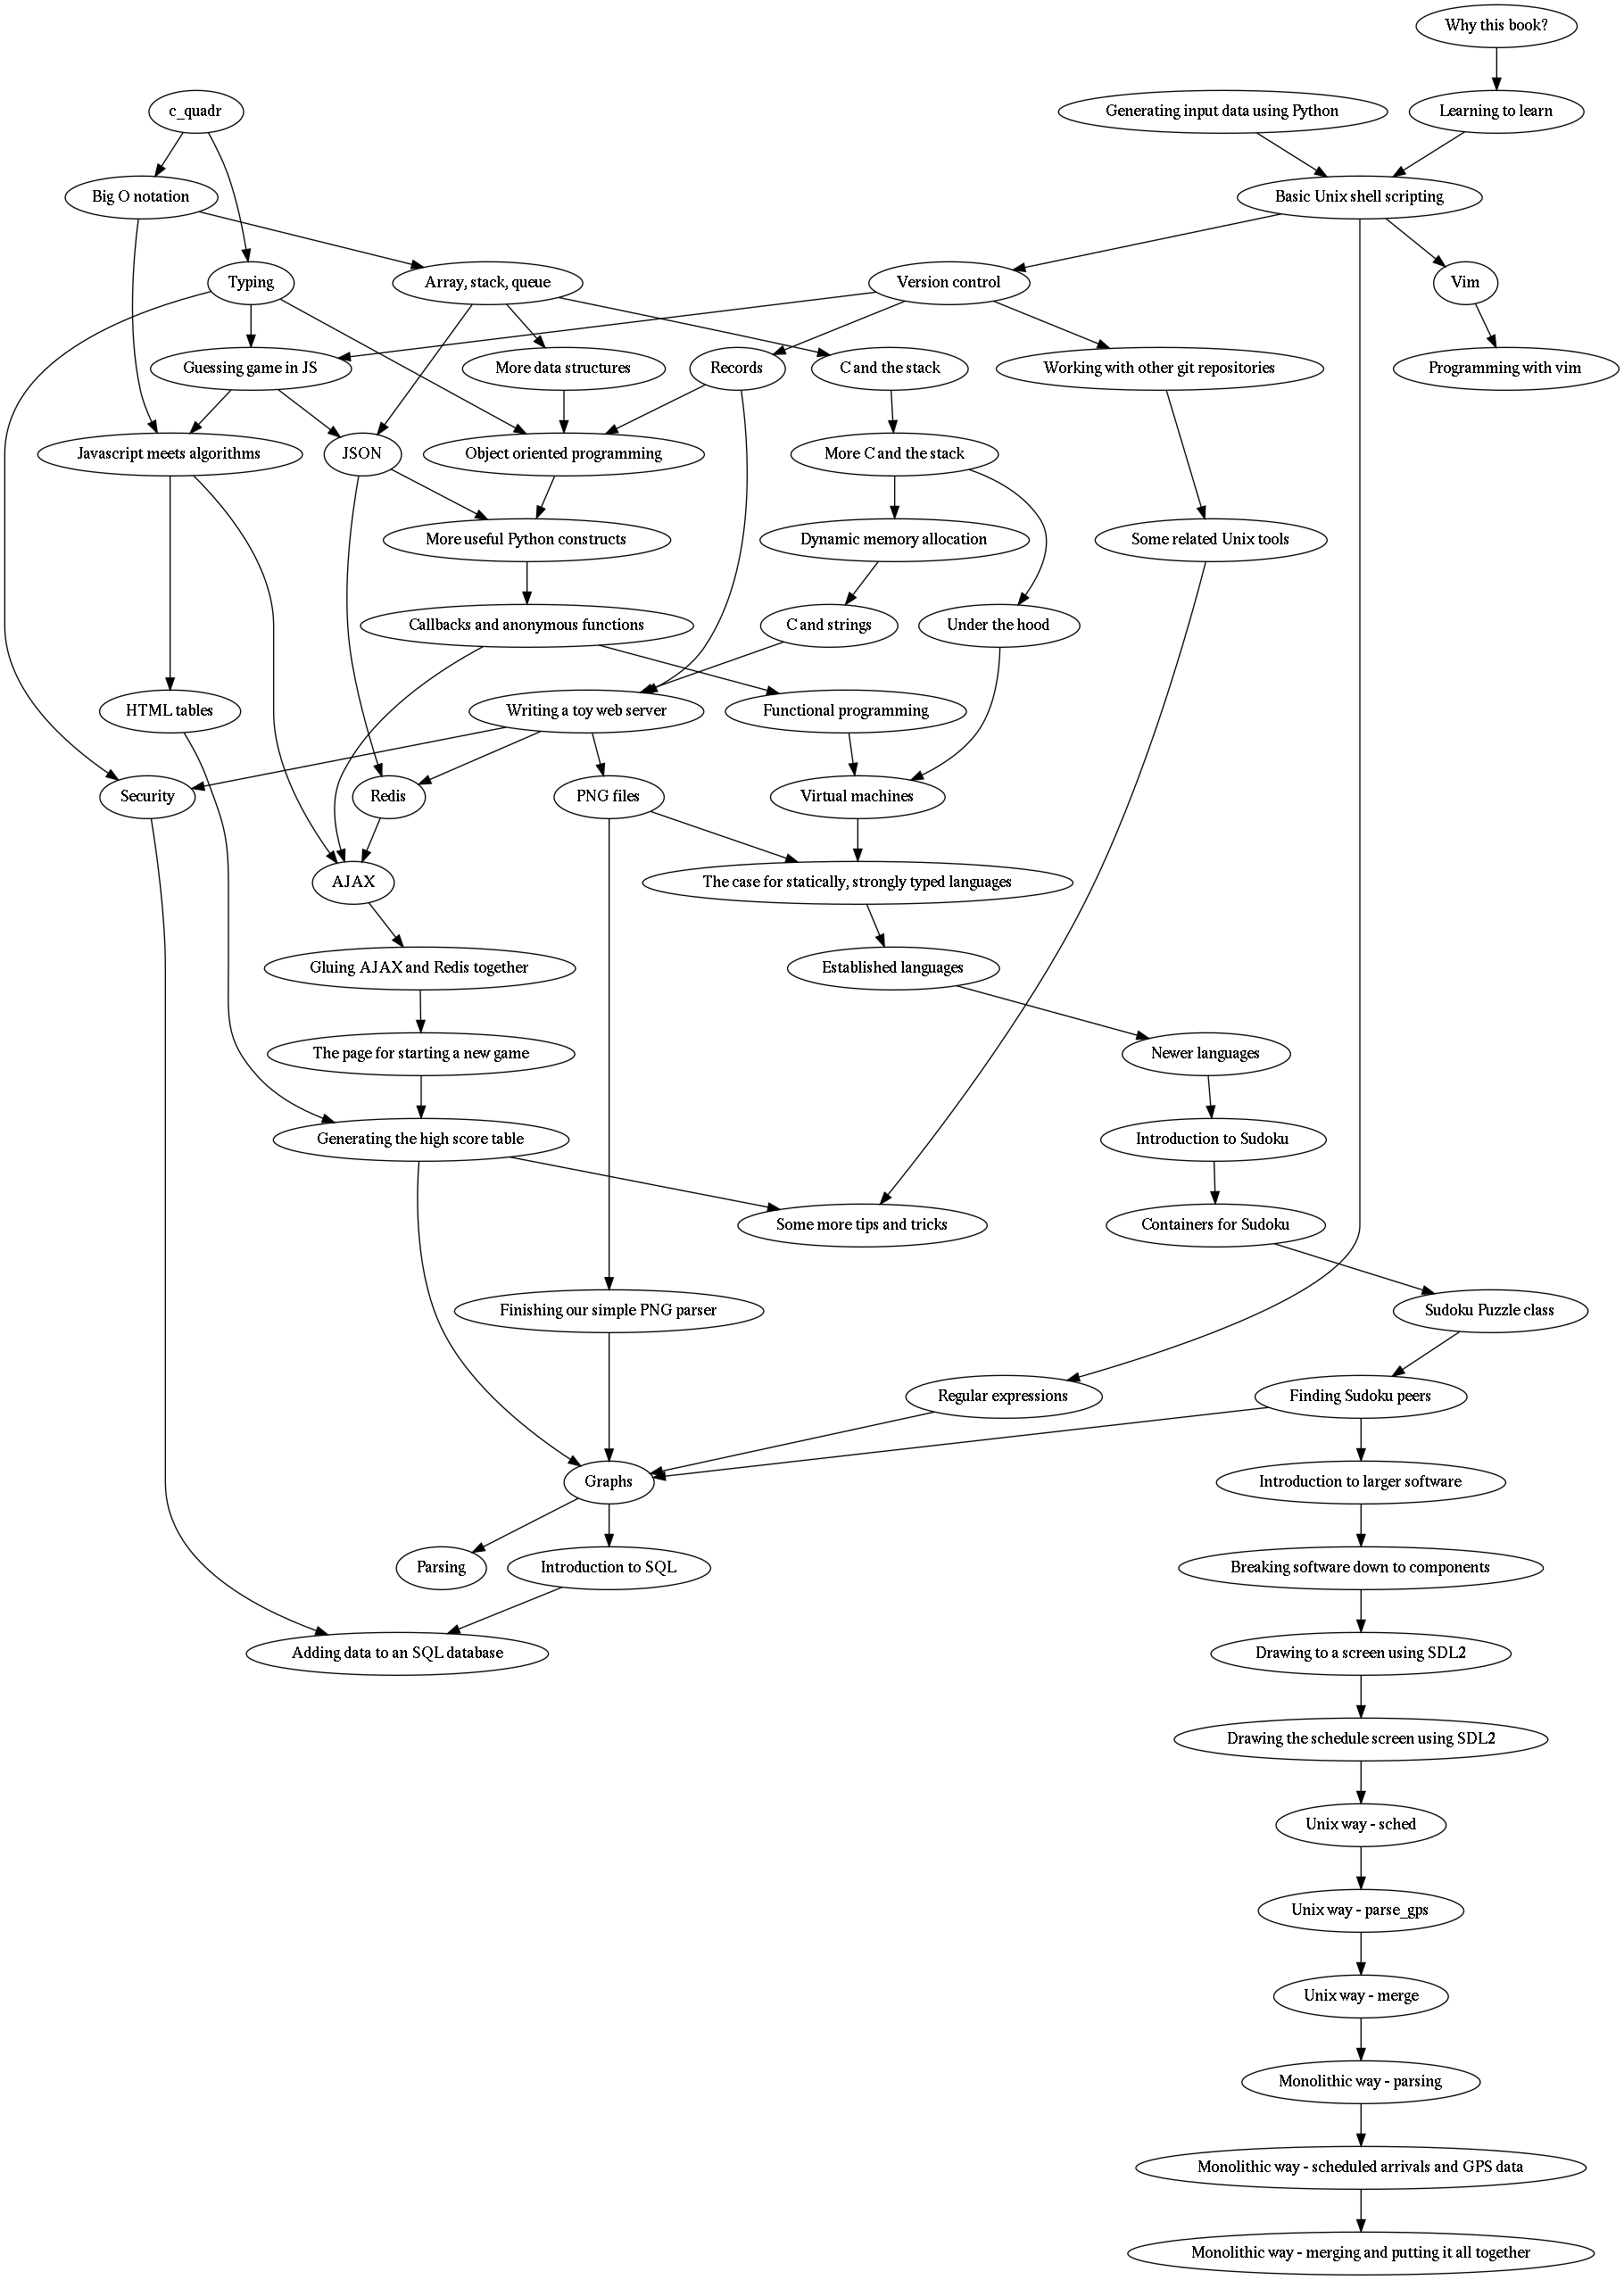 Why this book?
c_quadr
Generating input data using Python
Learning to learn
Big O notation
Basic Unix shell scripting
Typing
Array, stack, queue
Version control
Vim
Guessing game in JS
More data structures
Records
C and the stack
Working with other git repositories
Programming with vim
Javascript meets algorithms
JSON
Object oriented programming
More C and the stack
More useful Python constructs
Dynamic memory allocation
Some related Unix tools
Callbacks and anonymous functions
C and strings
Under the hood
HTML tables
Writing a toy web server
Functional programming
Security
Redis
PNG files
Virtual machines
AJAX
The case for statically, strongly typed languages
Gluing AJAX and Redis together
Established languages
The page for starting a new game
Newer languages
Generating the high score table
Introduction to Sudoku
Some more tips and tricks
Containers for Sudoku
Finishing our simple PNG parser
Sudoku Puzzle class
Regular expressions
Finding Sudoku peers
Graphs
Introduction to larger software
Parsing
Introduction to SQL
Breaking software down to components
Adding data to an SQL database
Drawing to a screen using SDL2
Drawing the schedule screen using SDL2
Unix way - sched
Unix way - parse_gps
Unix way - merge
Monolithic way - parsing
Monolithic way - scheduled arrivals and GPS data
Monolithic way - merging and putting it all together